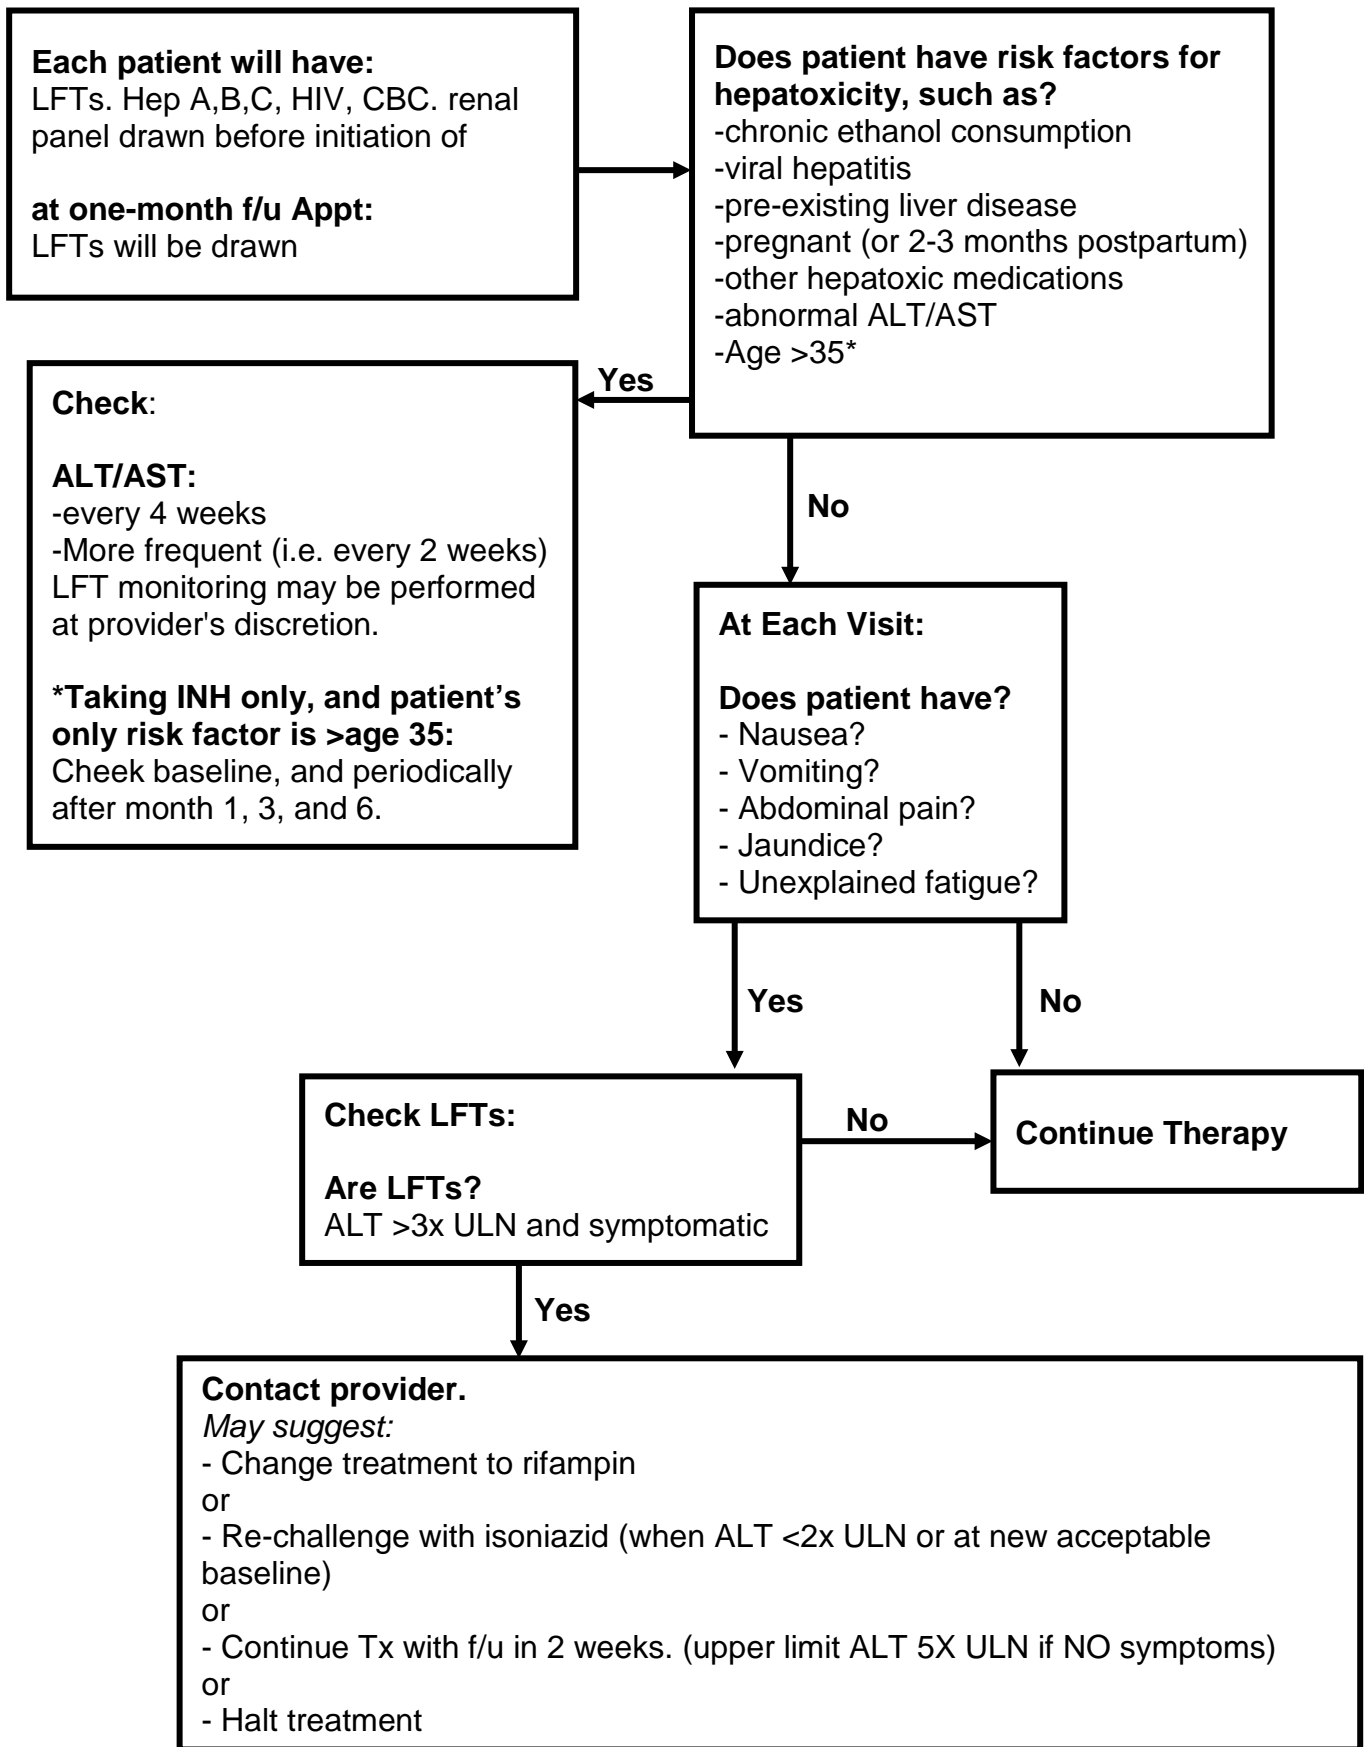 Each patient will have:
LFTs. Hep A,B,C, HIV, CBC. renal
panel drawn before initiation of
at one-month f/u Appt:
LFTs will be drawn
Does patient have risk factors for
hepatoxicity, such as?
-chronic ethanol consumption
-viral hepatitis
-pre-existing liver disease
-pregnant (or 2-3 months postpartum)
-other hepatoxic medications
-abnormal ALT/AST
-Age >35*
Yes
Check:
ALT/AST:
-every 4 weeks
-More frequent (i.e. every 2 weeks)
LFT monitoring may be performed
at provider's discretion.
*Taking INH only, and patient’s
only risk factor is >age 35:
Cheek baseline, and periodically
after month 1, 3, and 6.
No
At Each Visit:
Does patient have?
- Nausea?
- Vomiting?
- Abdominal pain?
- Jaundice?
- Unexplained fatigue?
Yes
No
Check LFTs:
Are LFTs?
ALT >3x ULN and symptomatic
No
Continue Therapy
Yes
Contact provider.
May suggest:
- Change treatment to rifampin
or
- Re-challenge with isoniazid (when ALT <2x ULN or at new acceptable
baseline)
or
- Continue Tx with f/u in 2 weeks. (upper limit ALT 5X ULN if NO symptoms)
or
- Halt treatment